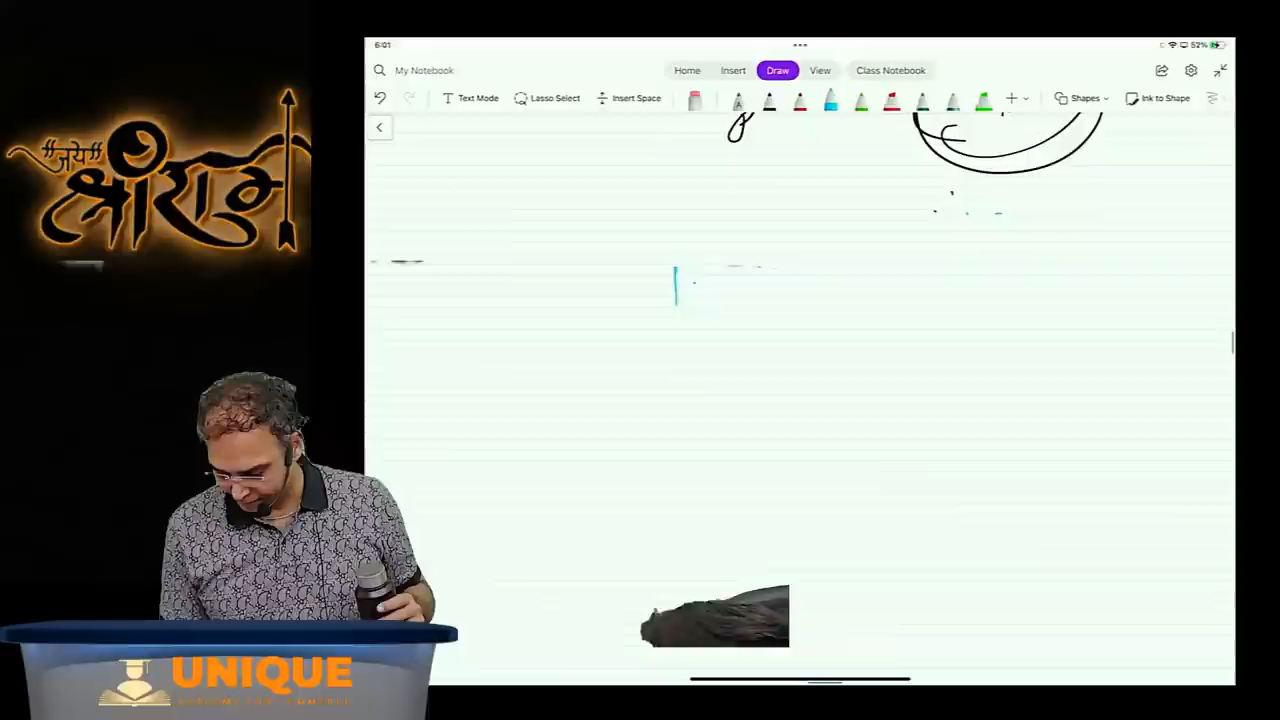 6:01
52%
My Notebook
Home Insert Draw View Class Notebook
Text Mode Lasso Select Insert Space Shapes Ink to Shape
"जय"
श्री राम
UNIQUE